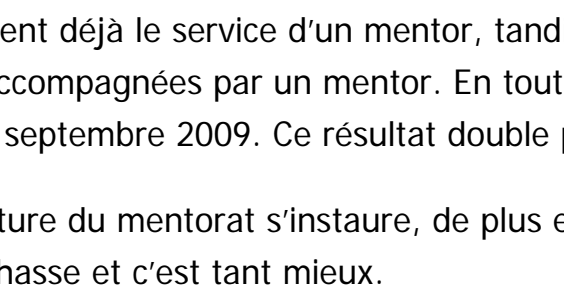 ent déjà le service d’un mentor, tand
ccompagnées par un mentor. En tout
septembre 2009. Ce résultat double
ture du mentorat s'instaure, de plus e
hasse et c'est tant mieux.